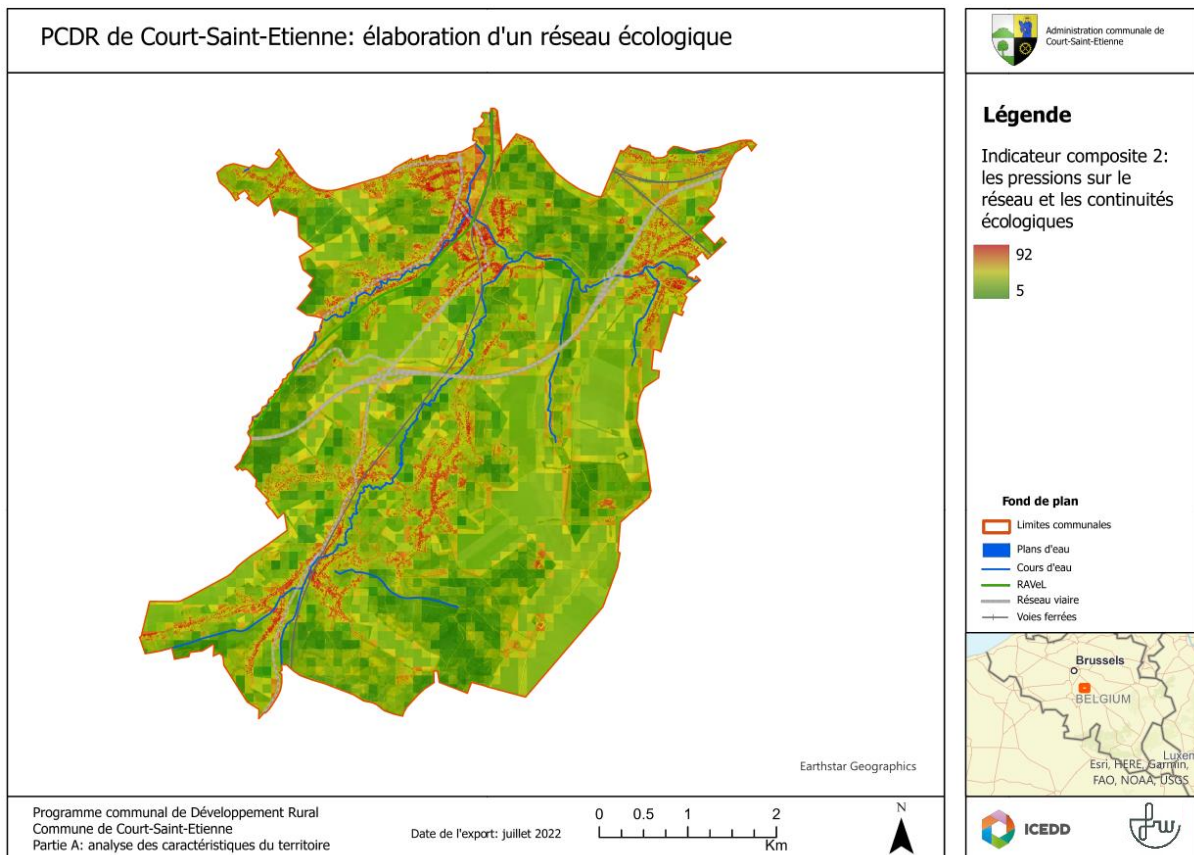 PCDR de Court-Saint-Etienne: élaboration d'un réseau écologique
Earthstar Geographics
Programme communal de Développement Rural
Commune de Court-Saint-Etienne
Partie A: analyse des caractéristiques du territoire
Date de l'export: juillet 2022
0 0.5 1 2
Km
N
Administration communale de
Court-Saint-Etienne
Légende
Indicateur composite 2:
les pressions sur le
réseau et les continuités
écologiques
92
5
Fond de plan
Limites communales
Plans d'eau
Cours d'eau
RAVeL
Réseau viaire
Voies ferrées
Brussels
BELGIUM
Luxem
Esri, HERE, Garmin,
FAO, NOAA, USGS
ICEDD